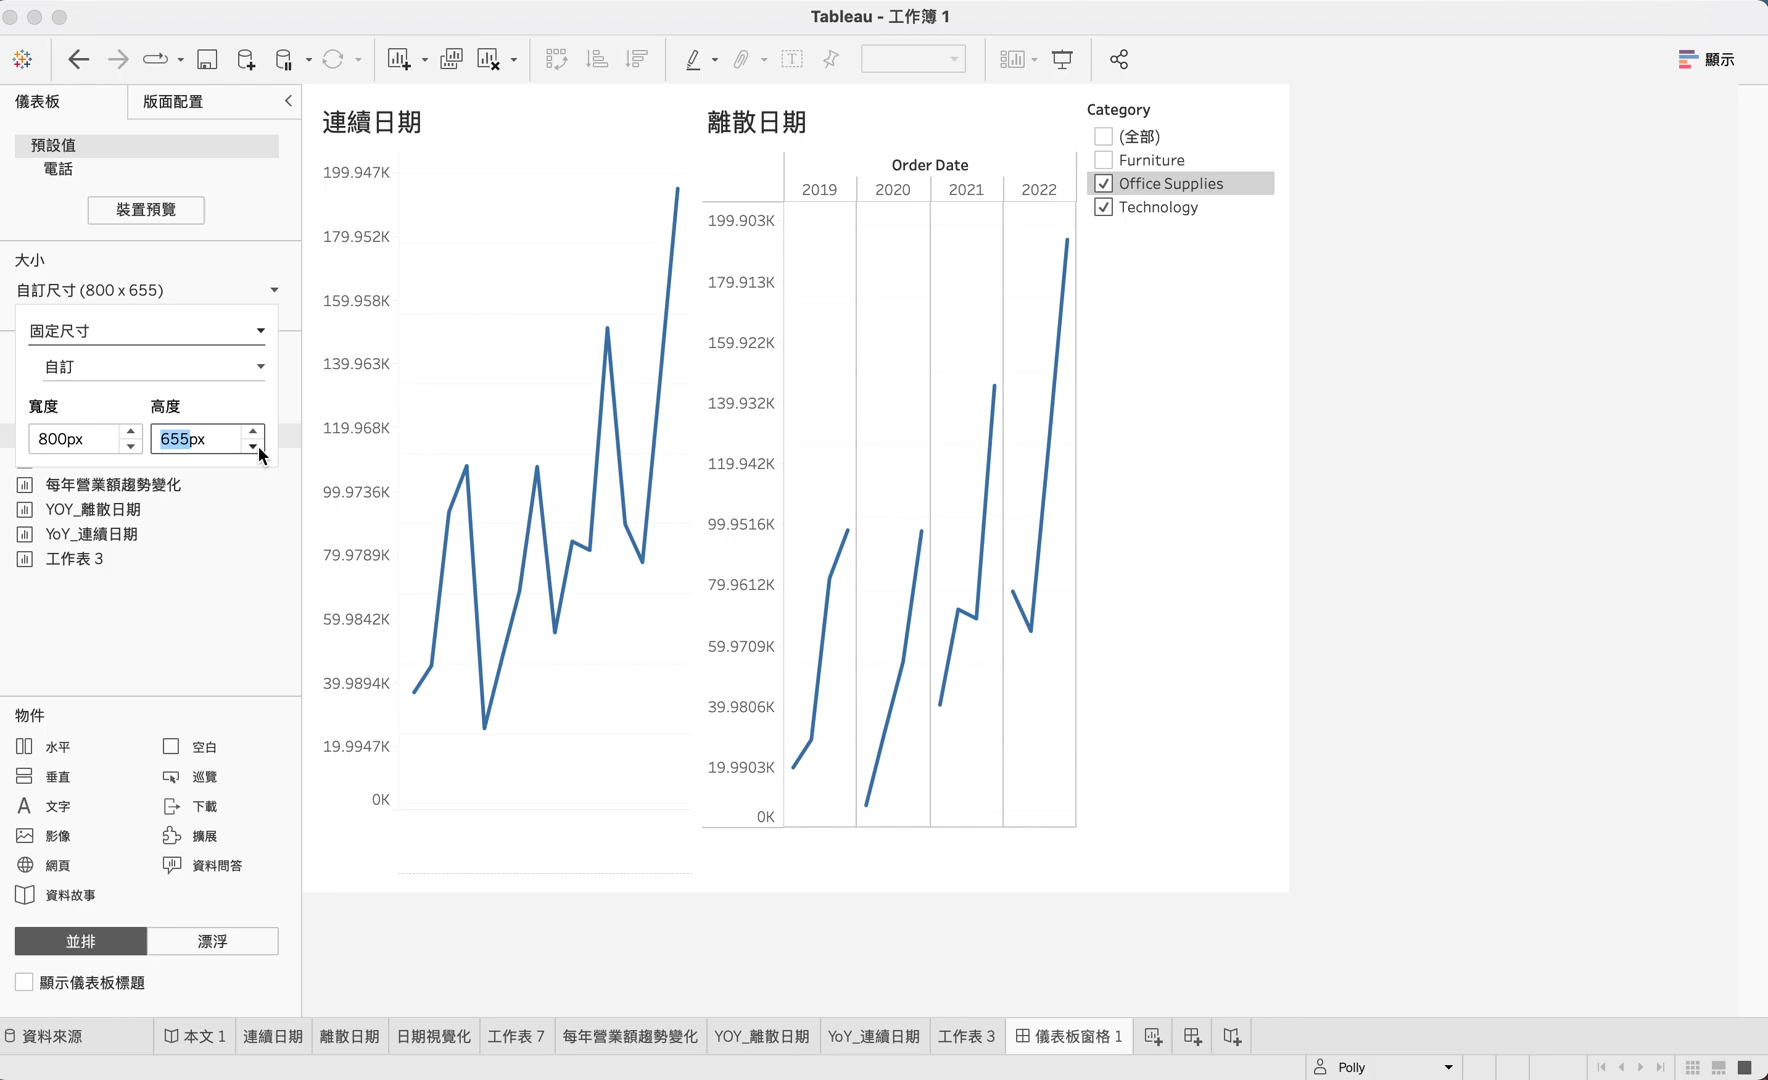 Tableau - 工作簿 1
顯示
儀表板
版面配置
預設值
電話
裝置預覽
大小
自訂尺寸 (800 x 655)
固定尺寸
自訂
寬度
高度
800px
655px
每年營業額趨勢變化
YOY_離散日期
YoY_連續日期
工作表 3
物件
水平
空白
垂直
巡覽
文字
下載
影像
擴展
網頁
資料問答
資料故事
並排
漂浮
顯示儀表板標題
連續日期
199.947K
179.952K
159.958K
139.963K
119.968K
99.9736K
79.9789K
59.9842K
39.9894K
19.9947K
0K
離散日期
Order Date
2019 2020 2021 2022
199.903K
179.913K
159.922K
139.932K
119.942K
99.9516K
79.9612K
59.9709K
39.9806K
19.9903K
0K
Category
(全部)
Furniture
Office Supplies
Technology
資料來源
本文 1
連續日期
離散日期
日期視覺化
工作表 7
每年營業額趨勢變化
YOY_離散日期
YoY_連續日期
工作表 3
儀表板窗格 1
Polly